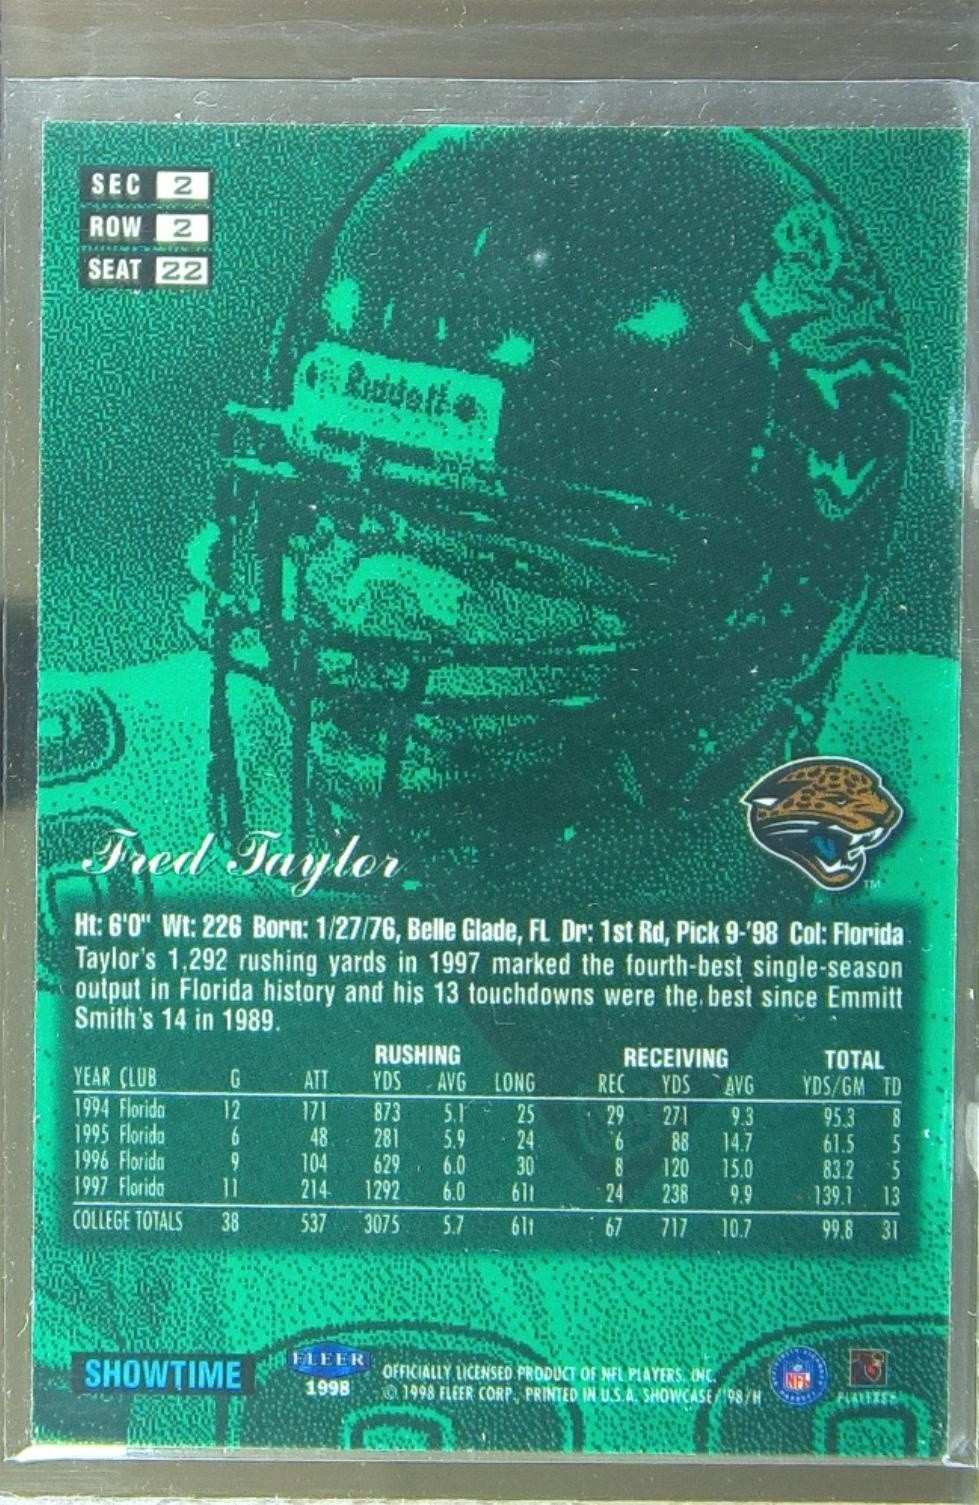 SEC 2
ROW 2
SEAT 22
Riddell
Fred Taylor
TM
Ht: 6'0" Wt: 226 Born: 1/27/76, Belle Glade, FL Dr: 1st Rd, Pick 9-'98 Col: Florida
Taylor's 1,292 rushing yards in 1997 marked the fourth-best single-season
output in Florida history and his 13 touchdowns were the best since Emmitt
Smith's 14 in 1989.
RUSHING RECEIVING TOTAL
YEAR CLUB G ATT YDS AVG LONG REC YDS AVG YDS/GM TD
1994 Florida 12 171 873 5.1 25 29 271 9.3 95.3 8
1995 Florida 6 48 281 5.9 24 6 88 14.7 61.5 5
1996 Florida 9 104 629 6.0 30 8 120 15.0 83.2 5
1997 Florida 11 214 1292 6.0 61t 24 238 9.9 139.1 13
COLLEGE TOTALS 38 537 3075 5.7 61t 67 717 10.7 99.8 31
SHOWTIME
FLEER
1998
OFFICIALLY LICENSED PRODUCT OF NFL PLAYERS, INC.
© 1998 FLEER CORP., PRINTED IN U.S.A. SHOWCASE/'98/H
NFL
PLAYERS